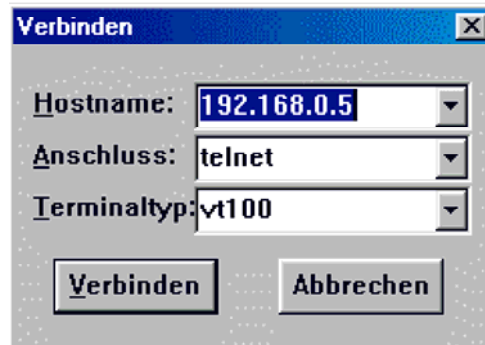 Verbinden
Hostname: 192.168.0.5
Anschluss: telnet
Terminaltyp: vt100
Verbinden Abbrechen